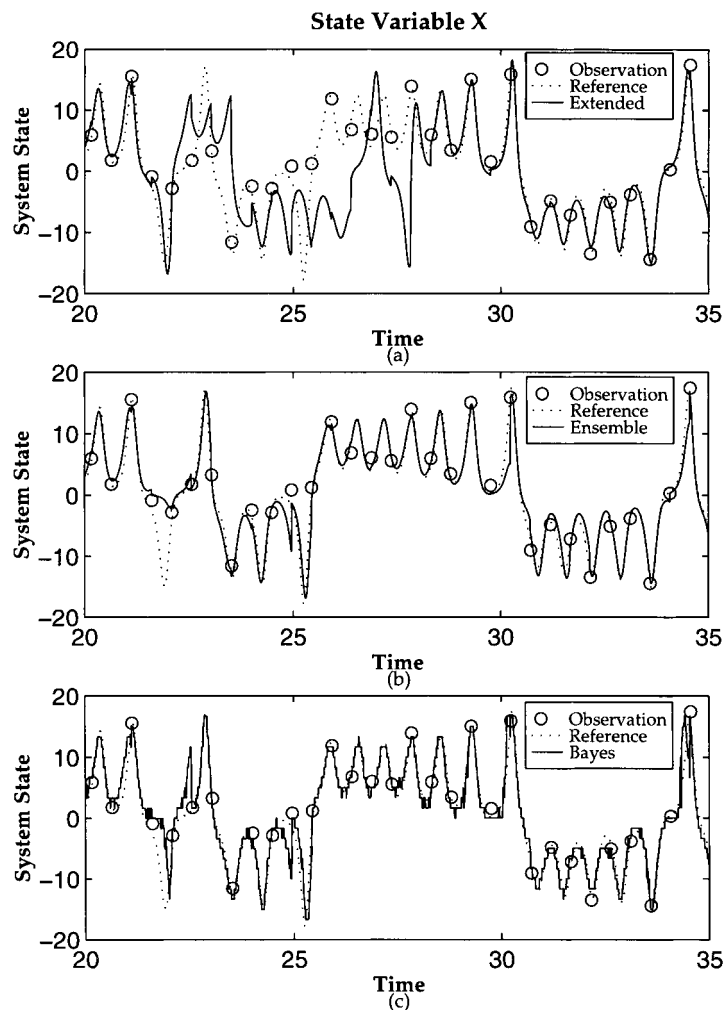 State Variable X
20
10
0
−10
−20
System State
Observation
Reference
Extended
20
25
30
35
Time
(a)
20
10
0
−10
−20
System State
Observation
Reference
Ensemble
20
25
30
35
Time
(b)
20
10
0
−10
−20
System State
Observation
Reference
Bayes
20
25
30
35
Time
(c)